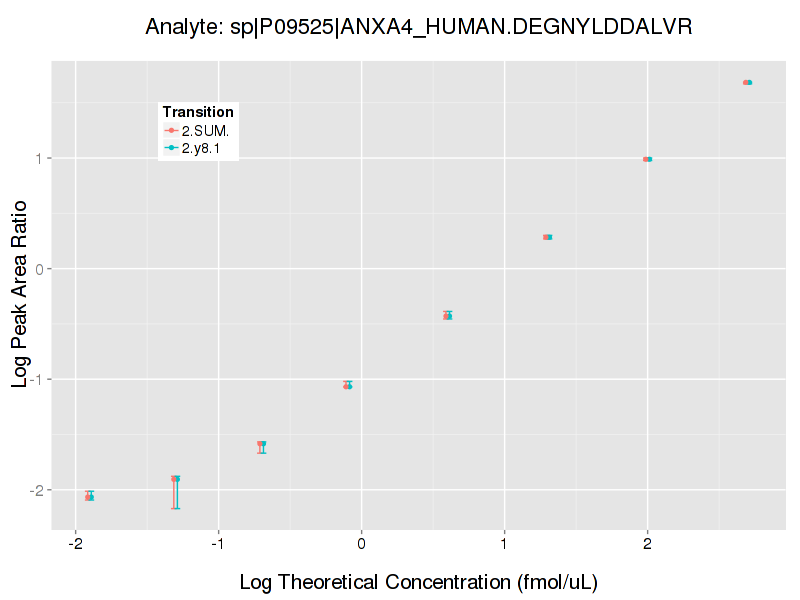 Analyte: sp|P09525|ANXA4_HUMAN.DEGNYLDDALVR
Transition
2.SUM.
2.y8.1
Log Peak Area Ratio
1
0
-1
-2
-2 -1 0 1 2
Log Theoretical Concentration (fmol/uL)